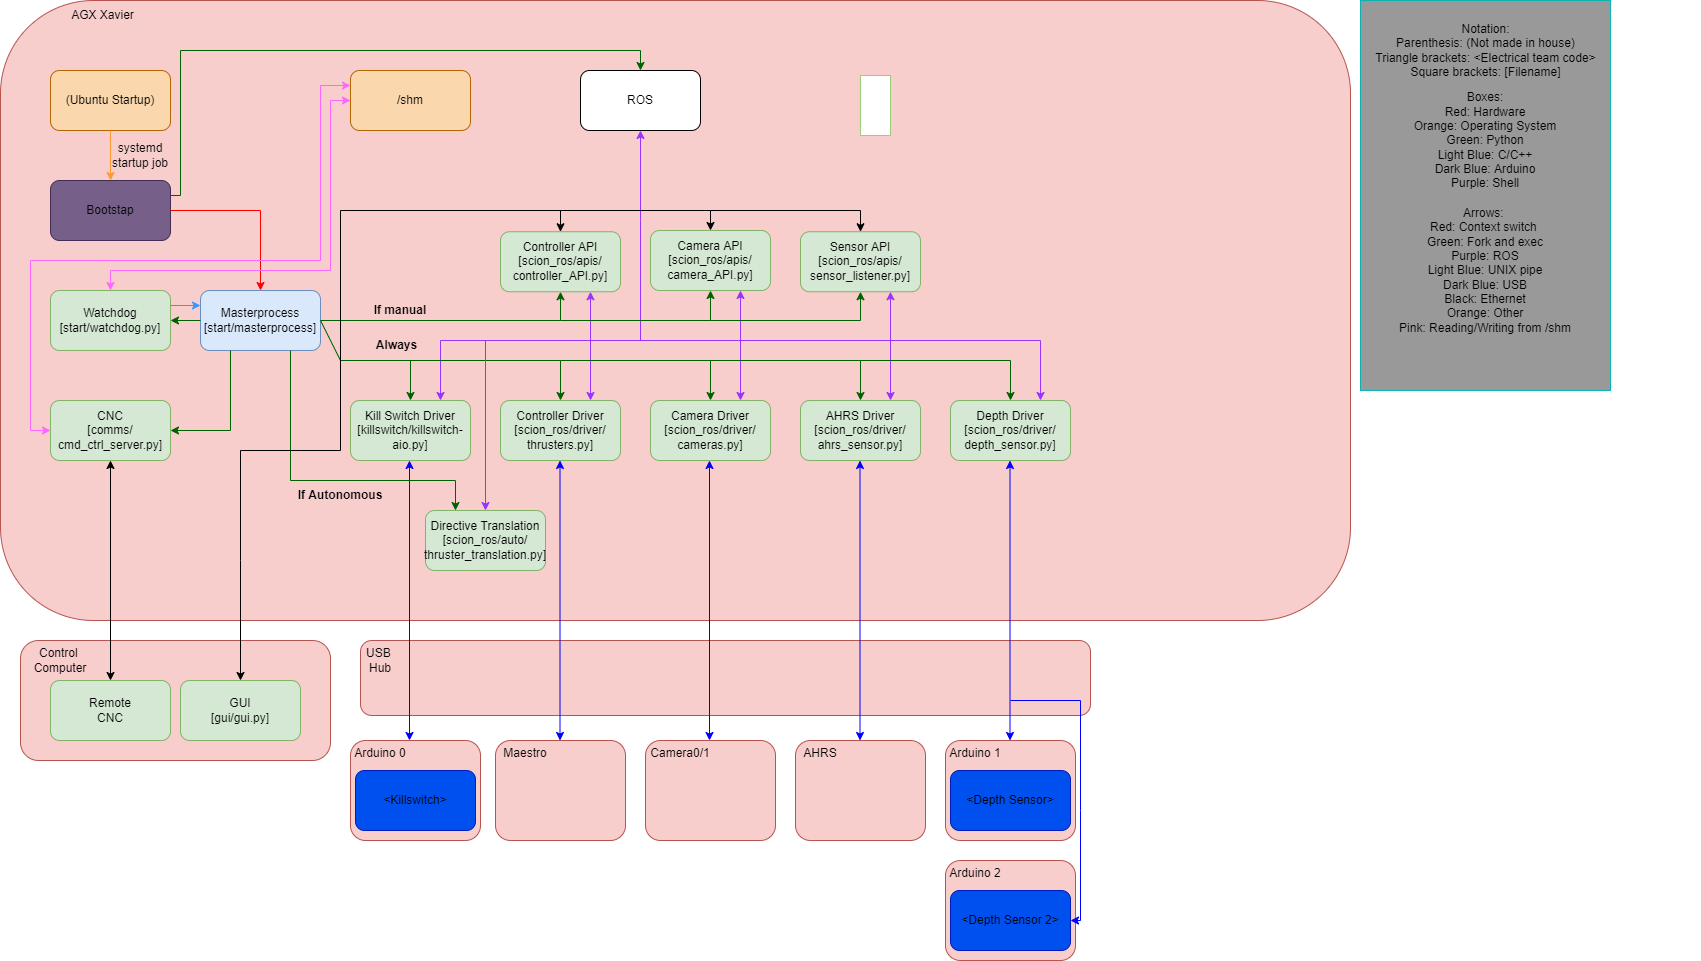 AGX Xavier
(Ubuntu Startup)
/shm
ROS
systemd
startup job
Bootstap
Controller API
[scion_ros/apis/
controller_API.py]
Camera API
[scion_ros/apis/
camera_API.py]
Sensor API
[scion_ros/apis/
sensor_listener.py]
Watchdog
[start/watchdog.py]
Masterprocess
[start/masterprocess]
If manual
Always
CNC
[comms/
cmd_ctrl_server.py]
Kill Switch Driver
[killswitch/killswitch-
aio.py]
Controller Driver
[scion_ros/driver/
thrusters.py]
Camera Driver
[scion_ros/driver/
cameras.py]
AHRS Driver
[scion_ros/driver/
ahrs_sensor.py]
Depth Driver
[scion_ros/driver/
depth_sensor.py]
If Autonomous
Directive Translation
[scion_ros/auto/
thruster_translation.py]
Control
Computer
Remote
CNC
GUI
[gui/gui.py]
USB
Hub
Arduino 0
<Killswitch>
Maestro
Camera0/1
AHRS
Arduino 1
<Depth Sensor>
Arduino 2
<Depth Sensor 2>
Notation:
Parenthesis: (Not made in house)
Triangle brackets: <Electrical team code>
Square brackets: [Filename]
Boxes:
Red: Hardware
Orange: Operating System
Green: Python
Light Blue: C/C++
Dark Blue: Arduino
Purple: Shell
Arrows:
Red: Context switch
Green: Fork and exec
Purple: ROS
Light Blue: UNIX pipe
Dark Blue: USB
Black: Ethernet
Orange: Other
Pink: Reading/Writing from /shm